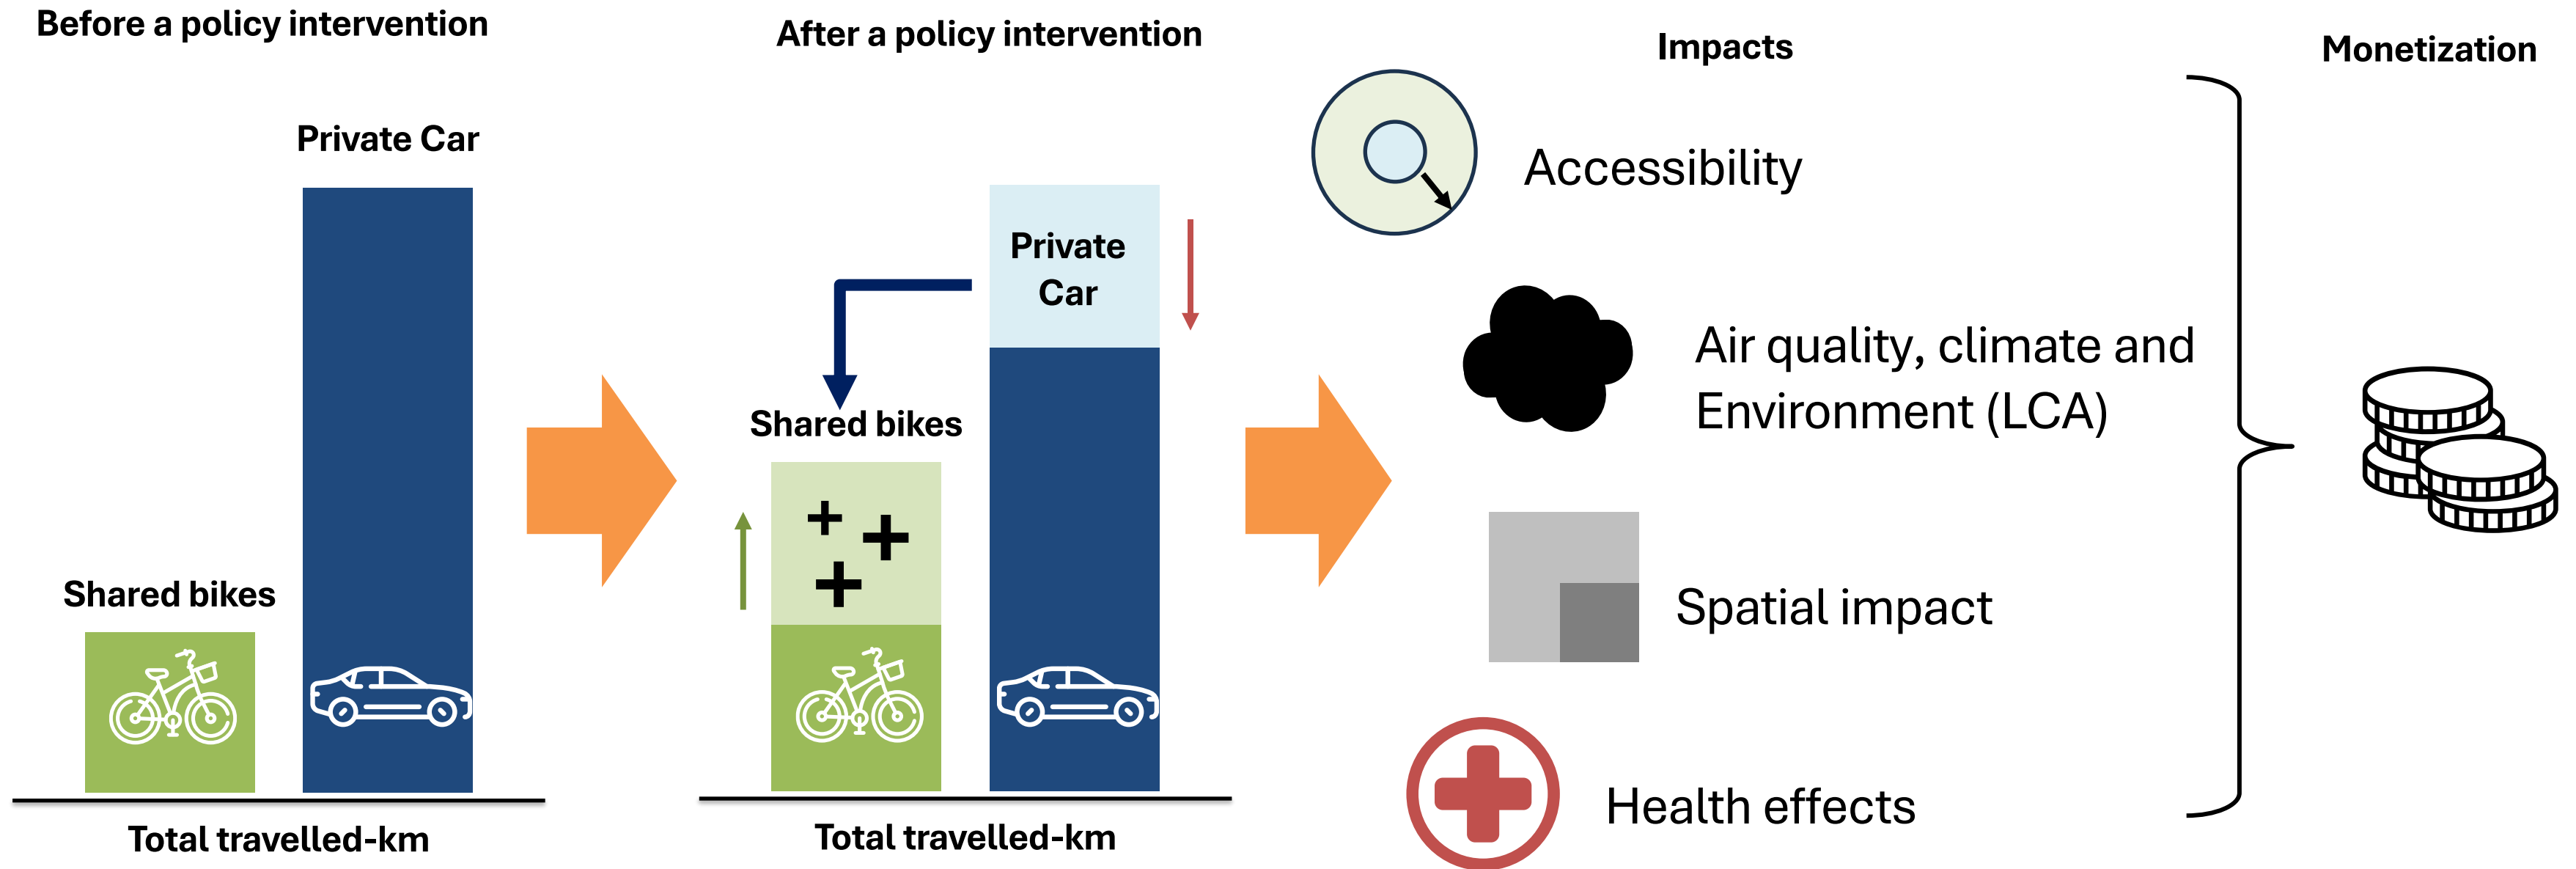 Before a policy intervention
Private Car
Shared bikes
Total travelled-km
After a policy intervention
Private
Car
Shared bikes
Total travelled-km
Impacts
Accessibility
Air quality, climate and
Environment (LCA)
Spatial impact
Health effects
Monetization